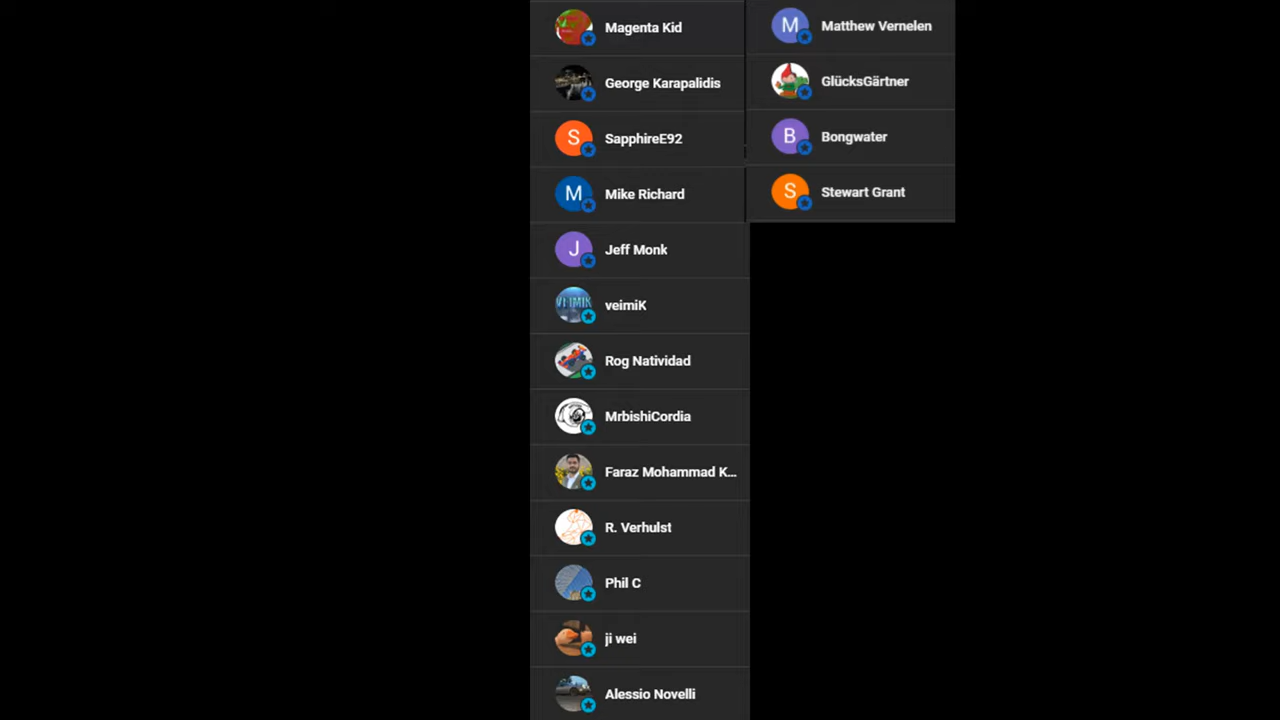 Magenta Kid
George Karapalidis
S
SapphireE92
M
Mike Richard
J
Jeff Monk
VEIMIK
veimiK
Rog Natividad
MrbishiCordia
Faraz Mohammad K...
R. Verhulst
Phil C
ji wei
Alessio Novelli
M
Matthew Vernelen
GlücksGärtner
B
Bongwater
S
Stewart Grant